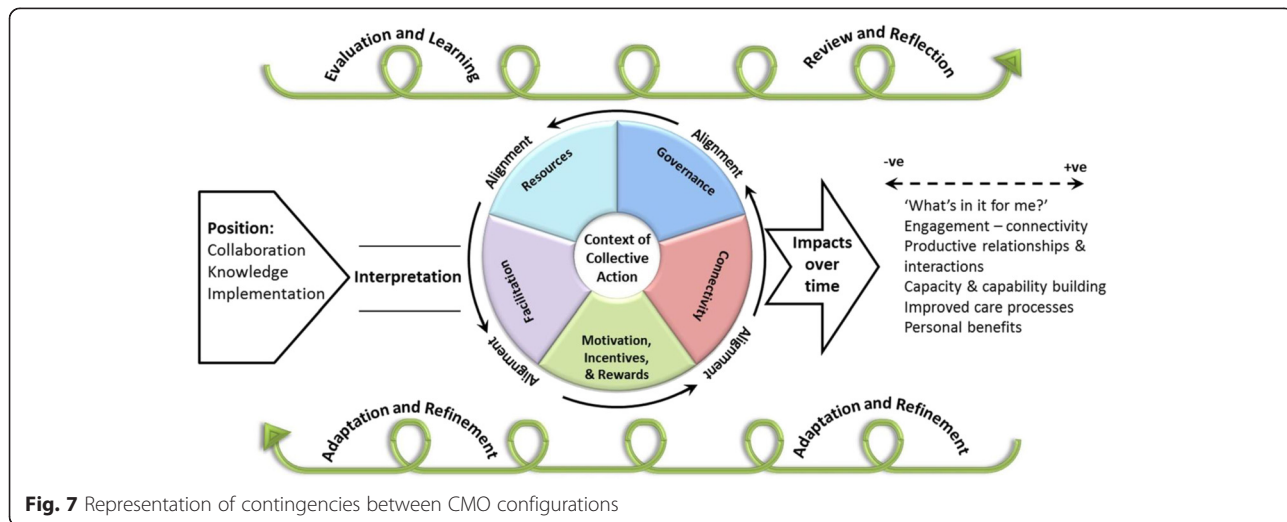 Evaluation and Learning
Review and Reflection
Alignment
Alignment
Resources
Governance
-ve
+ve
Position:
Collaboration
Knowledge
Implementation
Interpretation
Context of
Collective
Action
Facilitation
Connectivity
Motivation,
Incentives,
& Rewards
Alignment
Alignment
Impacts
over
time
'What's in it for me?'
Engagement – connectivity
Productive relationships &
interactions
Capacity & capability building
Improved care processes
Personal benefits
Adaptation and Refinement
Adaptation and Refinement
Fig. 7 Representation of contingencies between CMO configurations